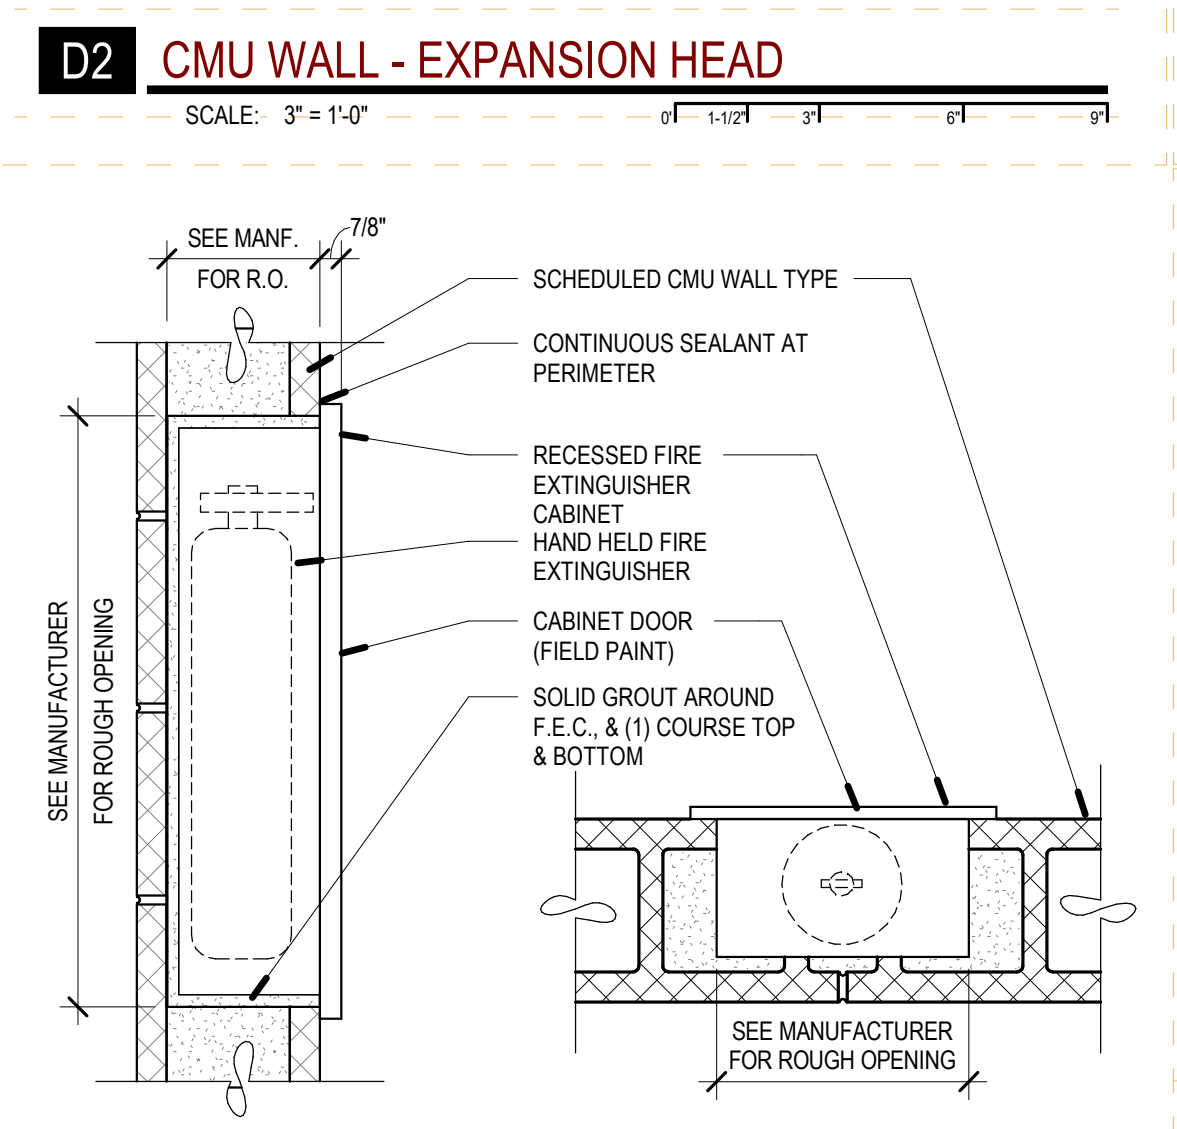 D2 CMU WALL - EXPANSION HEAD
SCALE: 3" = 1'-0"
0' 1-1/2" 3" 6" 9"
SEE MANF.
FOR R.O.
7/8"
SCHEDULED CMU WALL TYPE
CONTINUOUS SEALANT AT
PERIMETER
RECESSED FIRE
EXTINGUISHER
CABINET
HAND HELD FIRE
EXTINGUISHER
CABINET DOOR
(FIELD PAINT)
SOLID GROUT AROUND
F.E.C., & (1) COURSE TOP
& BOTTOM
SEE MANUFACTURER
FOR ROUGH OPENING
SEE MANUFACTURER
FOR ROUGH OPENING